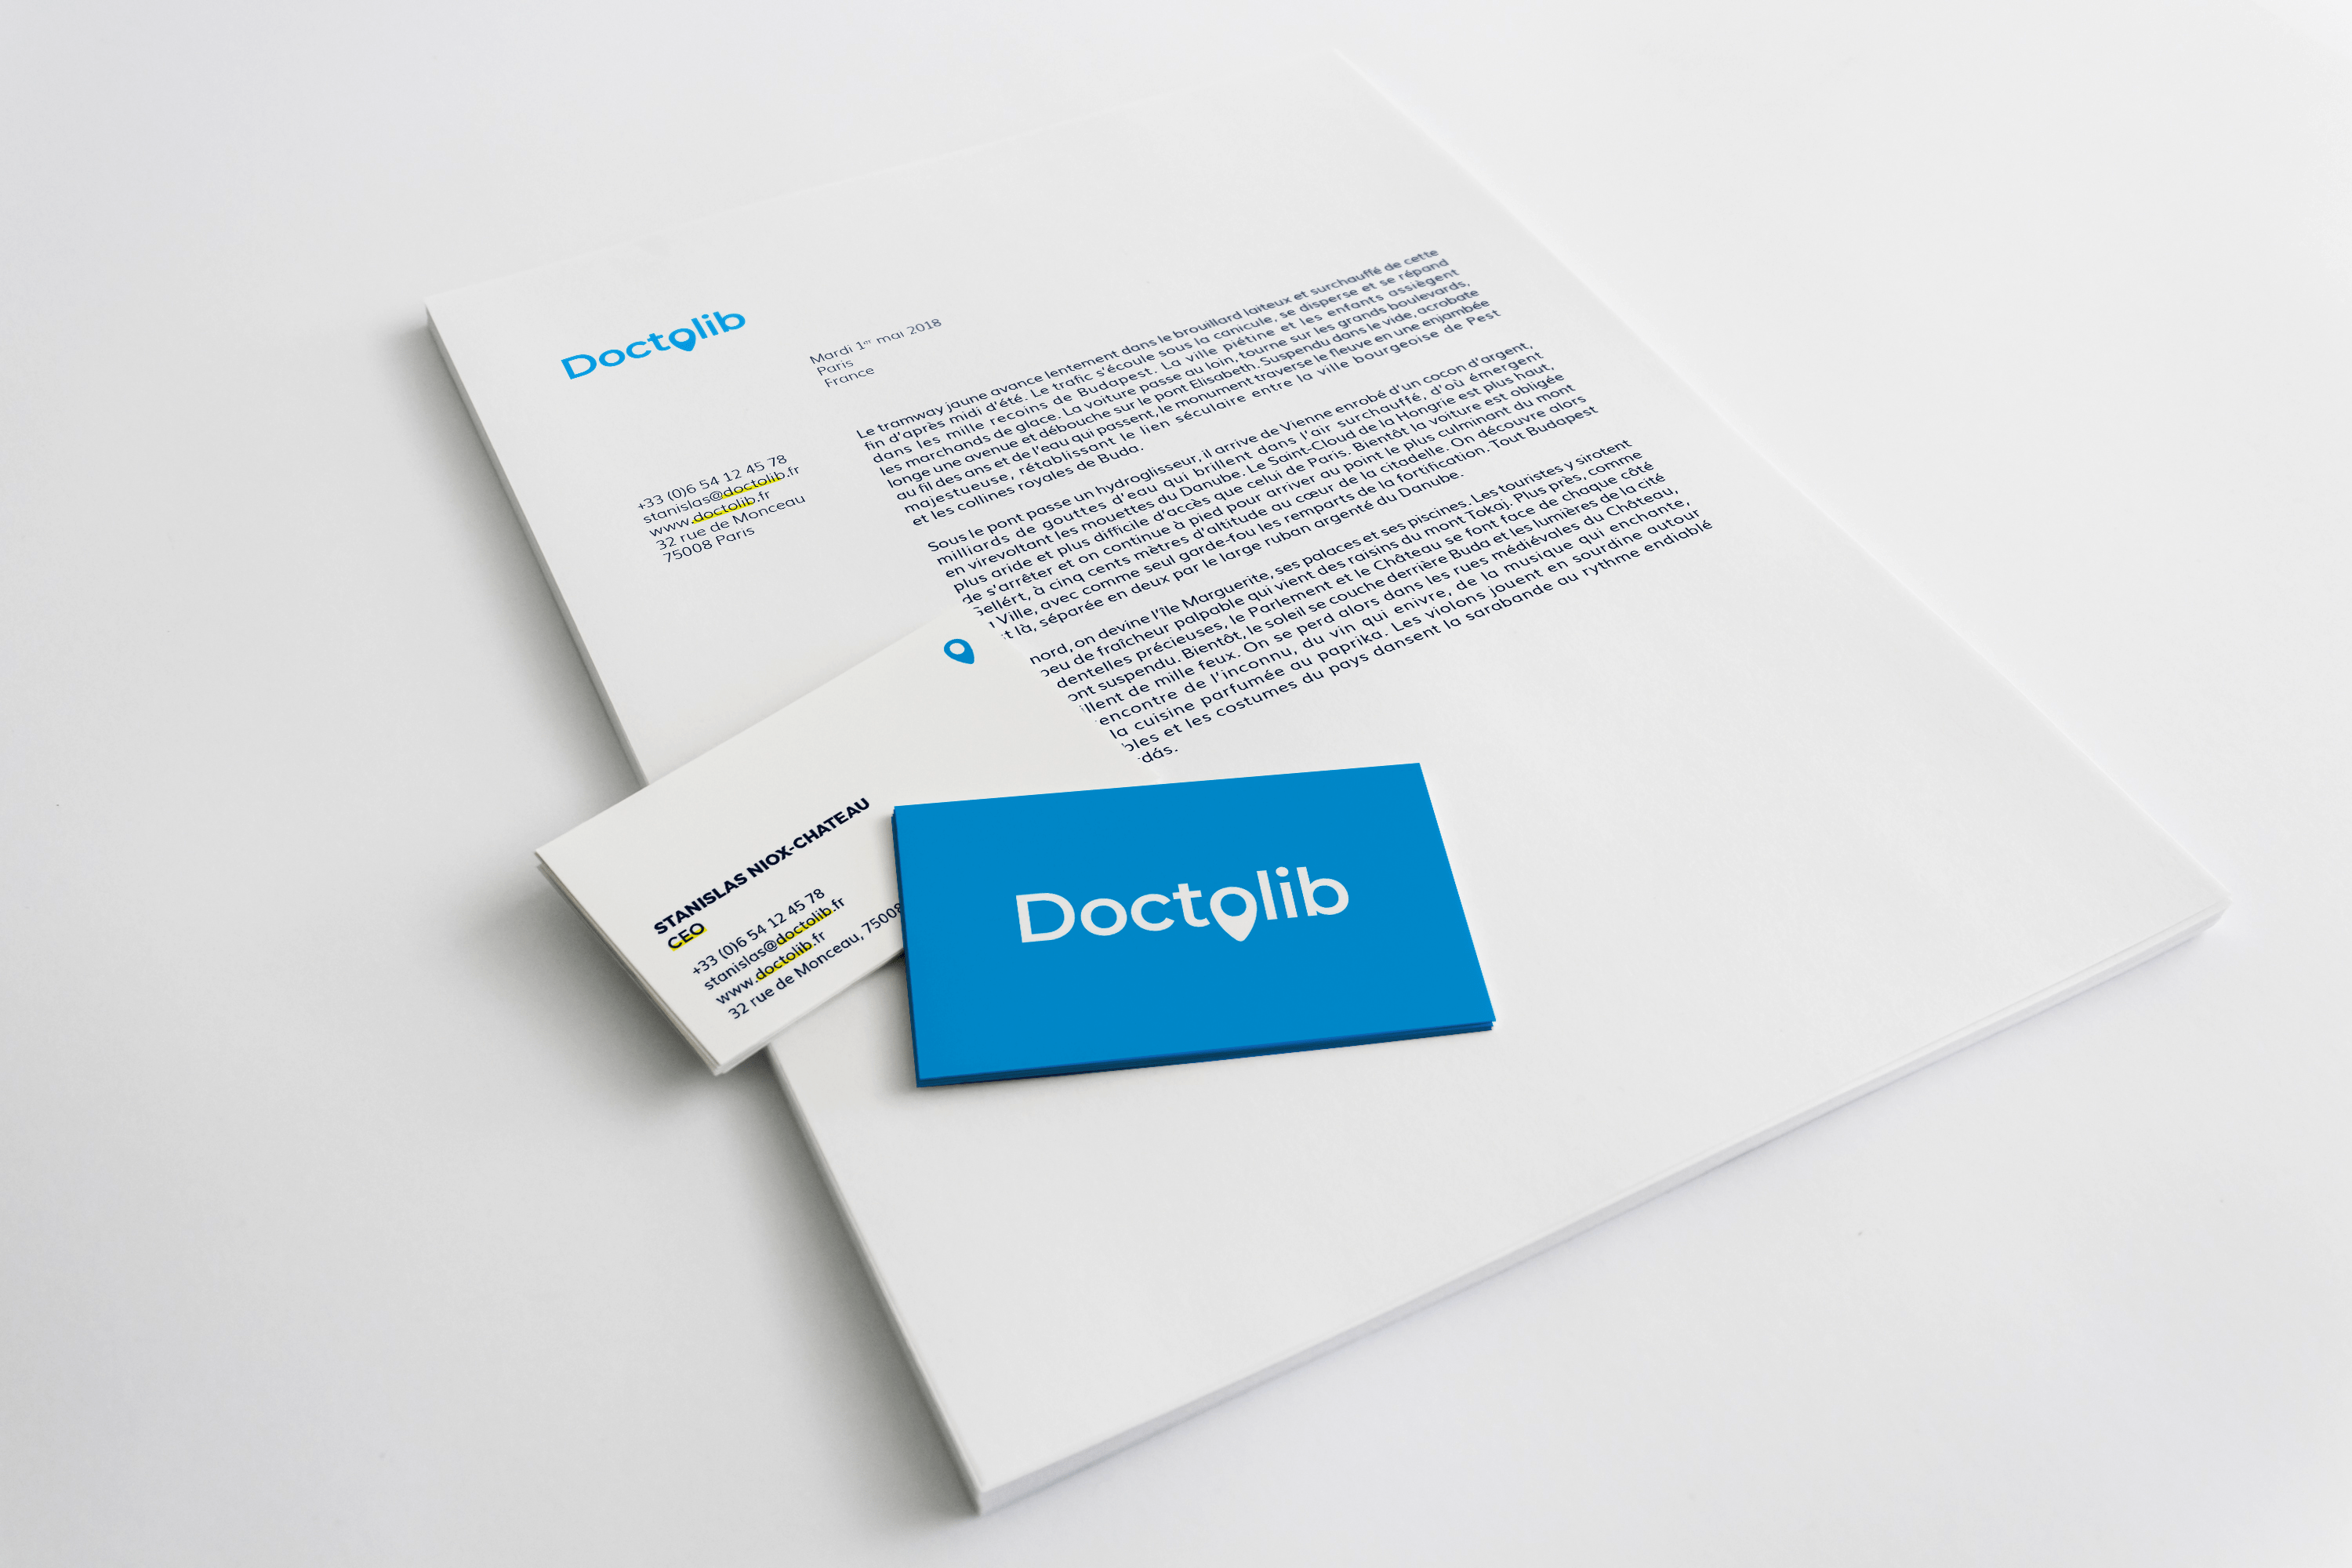 Doctolib
Mardi 1er mai 2018
Paris
France
+33 (0)6 54 12 45 78
stanislas@doctolib.fr
www.doctolib.fr
32 rue de Monceau
75008 Paris
Le tramway jaune avance lentement dans le brouillard laiteux et surchauffé de cette
fin d'après midi d'été. Le trafic s'écoule sous la canicule, se disperse et se répand
dans les mille recoins de Budapest. La ville piétine et les enfants assiègent
les marchands de glace. La voiture passe au loin, tourne sur les grands boulevards,
longe une avenue et débouche sur le pont Elisabeth. Suspendu dans le vide, acrobate
au fil des ans et de l'eau qui passent, le monument traverse le fleuve en une enjambée
majestueuse, rétablissant le lien séculaire entre la ville bourgeoise de Pest
et les collines royales de Buda.
Sous le pont passe un hydroglisseur, il arrive de Vienne enrobé d'un cocon d'argent,
milliards de gouttes d'eau qui brillent dans l'air surchauffé, d'où émergent
en virevoltant les mouettes du Danube. Le Saint-Cloud de la Hongrie est plus haut,
plus aride et plus difficile d'accès que celui de Paris. Bientôt la voiture est obligée
de s'arrêter et on continue à pied pour arriver au point le plus culminant du mont
Gellért, à cinq cents mètres d'altitude au cœur de la citadelle. On découvre alors
Ville, avec comme seul garde-fou les remparts de la fortification. Tout Budapest
t là, séparée en deux par le large ruban argenté du Danube.
nord, on devine l'île Marguerite, ses palaces et ses piscines. Les touristes y sirotent
peu de fraîcheur palpable qui vient des raisins du mont Tokaj. Plus près, comme
dentelles précieuses, le Parlement et le Château se font face de chaque côté
ont suspendu. Bientôt, le soleil se couche derrière Buda et les lumières de la cité
illent de mille feux. On se perd alors dans les rues médiévales du Château,
encontre de l'inconnu, du vin qui enivre, de la musique qui enchante,
la cuisine parfumée au paprika. Les violons jouent en sourdine autour
bles et les costumes du pays dansent la sarabande au rythme endiablé
dás.
STANISLAS NIOX-CHATEAU
CEO
+33 (0)6 54 12 45 78
stanislas@doctolib.fr
www.doctolib.fr
32 rue de Monceau, 75008
Doctolib